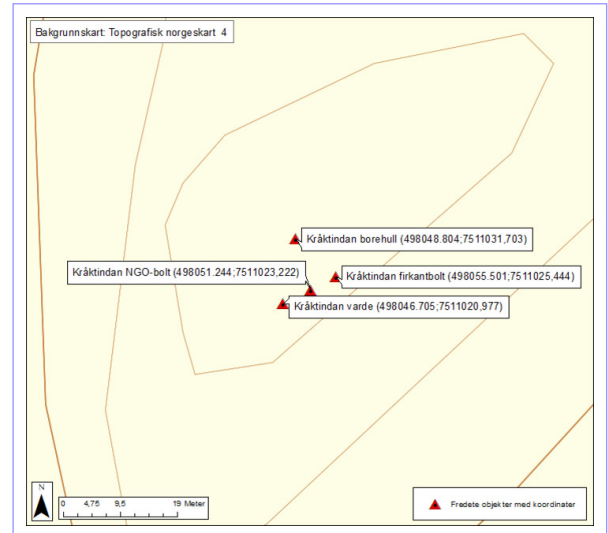 Bakgrunnskart: Topografisk norgeskart 4
Kråktindan borehull (498048.804;7511031,703)
Kråktindan NGO-bolt (498051.244;7511023,222)
Kråktindan firkantbolt (498055.501;7511025,444)
Kråktindan varde (498046.705;7511020,977)
N
0 4,75 9,5 19 Meter
Fredete objekter med koordinater